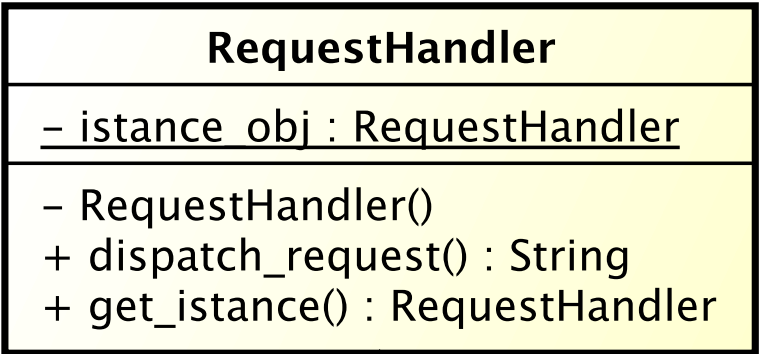 RequestHandler
- istance_obj : RequestHandler
- RequestHandler()
+ dispatch_request() : String
+ get_istance() : RequestHandler